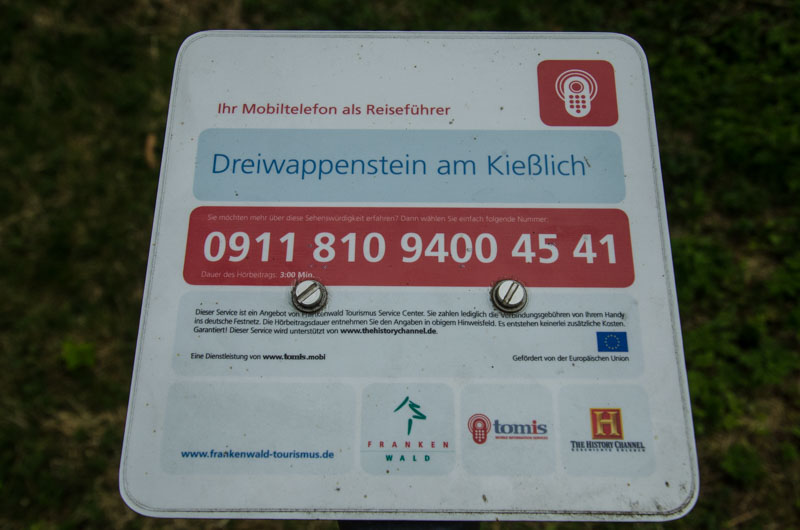 Ihr Mobiltelefon als Reiseführer
Dreiwappenstein am Kießlich
Sie möchten mehr über diese Sehenswürdigkeit erfahren? Dann wählen Sie einfach folgende Nummer:
0911 810 9400 45 41
Dauer des Hörbeitrags: 3:00 Min.
Dieser Service ist ein Angebot von Frankenwald Tourismus Service Center. Sie zahlen lediglich die Verbindungsgebühren von Ihrem Handy
ins deutsche Festnetz. Die Hörbeitragsdauer entnehmen Sie den Angaben in obigem Hinweisfeld. Es entstehen keinerlei zusätzliche Kosten.
Garantiert! Dieser Service wird unterstützt von www.thehistorychannel.de.
Eine Dienstleistung von www.tomis.mobi
Gefördert von der Europäischen Union
www.frankenwald-tourismus.de
FRANKEN
WALD
tomis
H
THE HISTORY CHANNEL
GESCHICHTE ERLEBEN